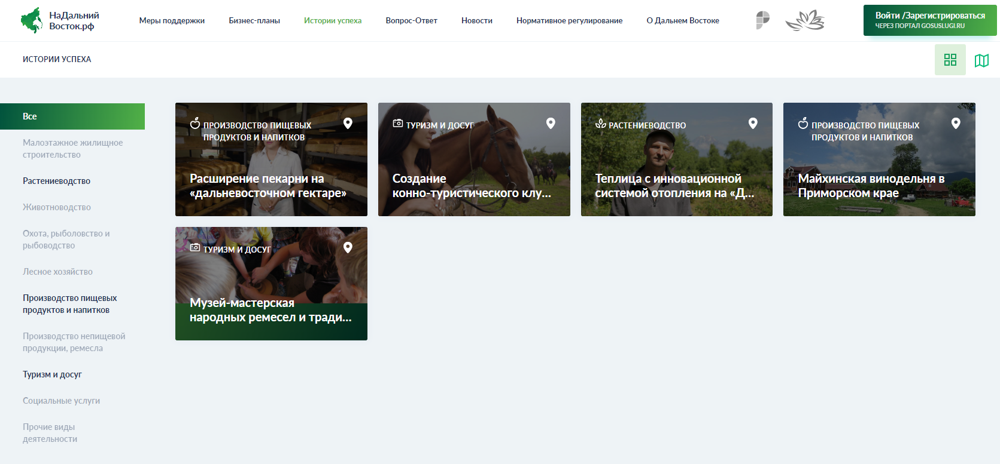 НаДальний
Восток.рф
Меры поддержки
Бизнес-планы
Истории успеха
Вопрос-Ответ
Новости
Нормативное регулирование
О Дальнем Востоке
Войти /Зарегистрироваться
ЧЕРЕЗ ПОРТАЛ GOSUSLUGI.RU
ИСТОРИИ УСПЕХА
Все
Малоэтажное жилищное
строительство
Растениеводство
Животноводство
Охота, рыболовство и
рыбоводство
Лесное хозяйство
Производство пищевых
продуктов и напитков
Производство непищевой
продукции, ремесла
Туризм и досуг
Социальные услуги
Прочие виды
деятельности
ПРОИЗВОДСТВО ПИЩЕВЫХ
ПРОДУКТОВ И НАПИТКОВ
Расширение пекарни на
«дальневосточном гектаре»
ТУРИЗМ И ДОСУГ
Создание
конно-туристического клу...
РАСТЕНИЕВОДСТВО
Теплица с инновационной
системой отопления на «Д...
ПРОИЗВОДСТВО ПИЩЕВЫХ
ПРОДУКТОВ И НАПИТКОВ
Майхинская винодельня в
Приморском крае
ТУРИЗМ И ДОСУГ
Музей-мастерская
народных ремесел и тради...